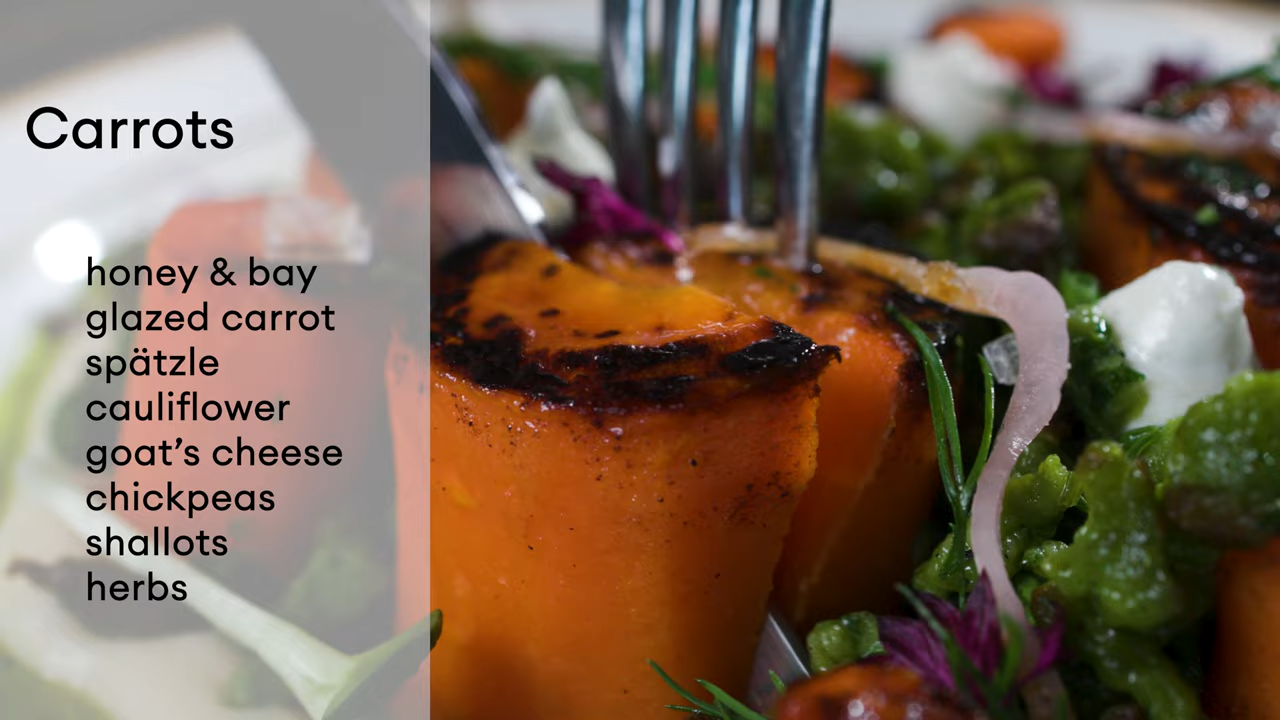 Carrots
honey & bay
glazed carrot
spätzle
cauliflower
goat’s cheese
chickpeas
shallots
herbs